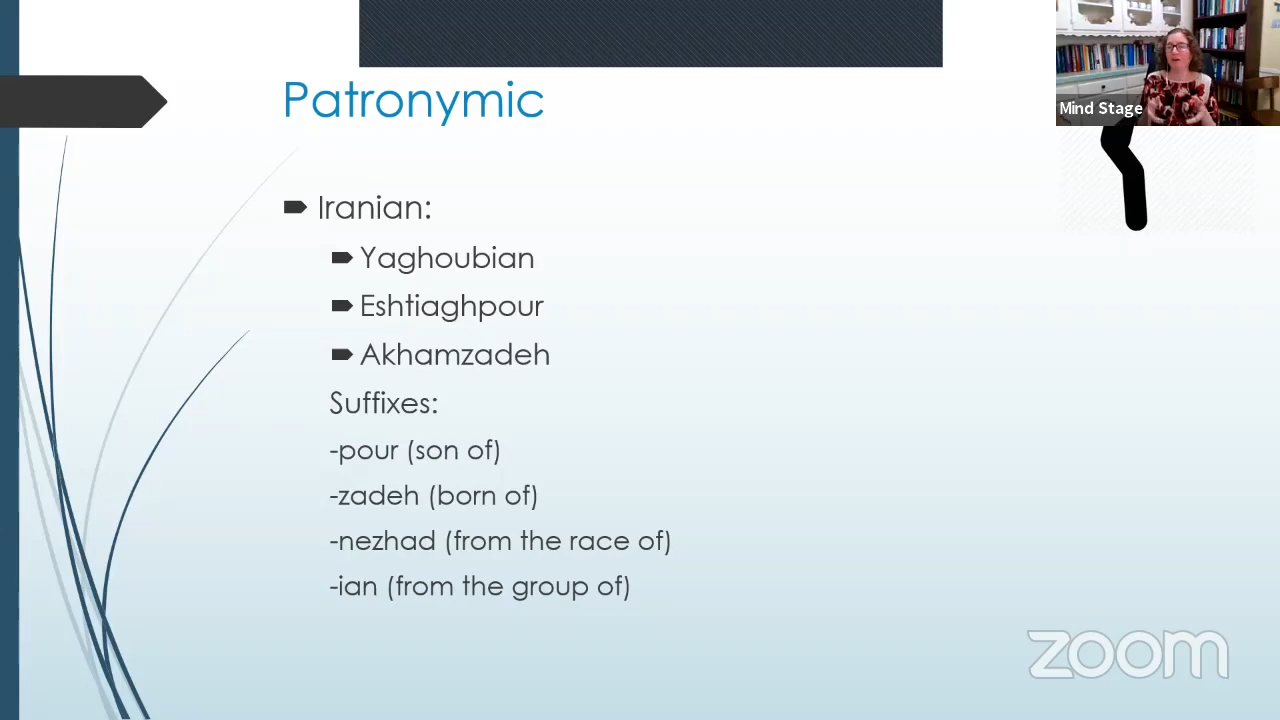 Patronymic
Mind Stage
Iranian:
Yaghoubian
Eshtiaghpour
Akhamzadeh
Suffixes:
-pour (son of)
-zadeh (born of)
-nezhad (from the race of)
-ian (from the group of)
zoom